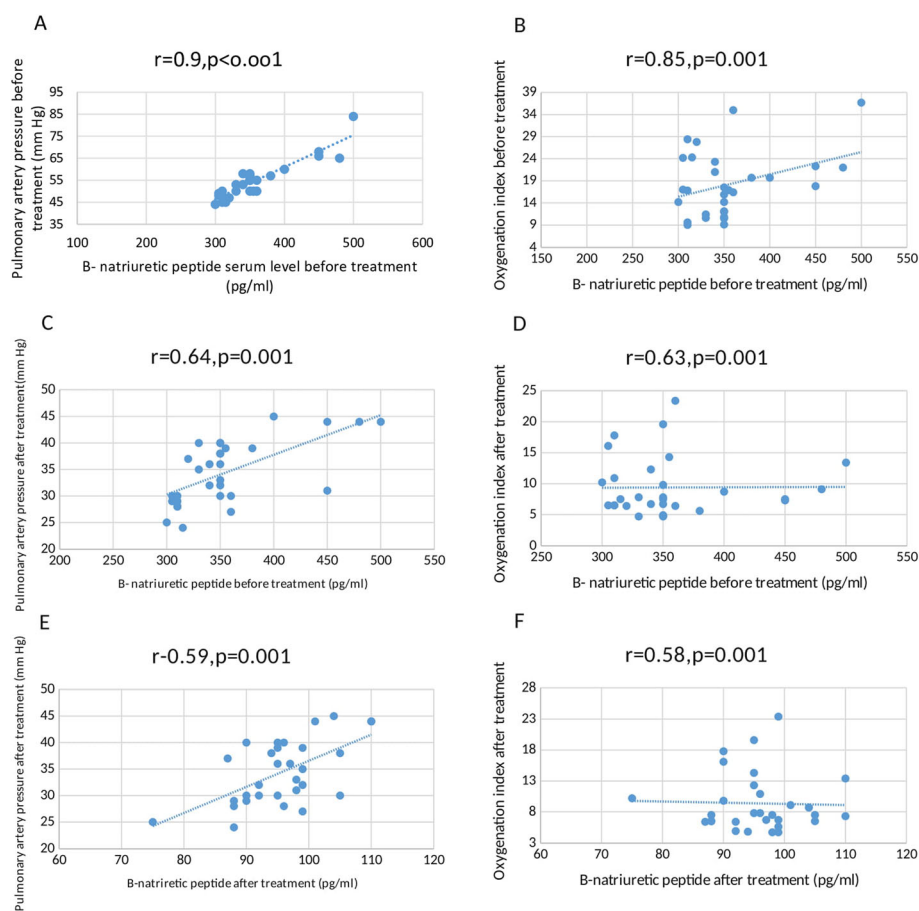 A
r=0.9,p<o.oo1
Pulmonary artery pressure before
treatment (mm Hg)
95
85
75
65
55
45
35
100 200 300 400 500 600
B- natriuretic peptide serum level before treatment
(pg/ml)
B
r=0.85,p=0.001
Oxygenation index before treatment
39
34
29
24
19
14
9
4
150 200 250 300 350 400 450 500 550
B- natriuretic peptide before treatment (pg/ml)
C
r=0.64,p=0.001
Pulmonary artery pressure after treatment(mm Hg)
50
45
40
35
30
25
20
200 250 300 350 400 450 500 550
B- natriuretic peptide before treatment (pg/ml)
D
r=0.63,p=0.001
Oxygenation index after treatment
25
20
15
10
5
0
250 300 350 400 450 500 550
B- natriuretic peptide before treatment (pg/ml)
E
r-0.59,p=0.001
Pulmonary artery pressure after treatment (mm Hg)
50
45
40
35
30
25
20
60 70 80 90 100 110 120
B-natriretic peptide after treatment (pg/ml)
F
r=0.58,p=0.001
Oxygenation index after treatment
28
23
18
13
8
3
60 70 80 90 100 110 120
B-natriuretic peptide after treatment (pg/ml)